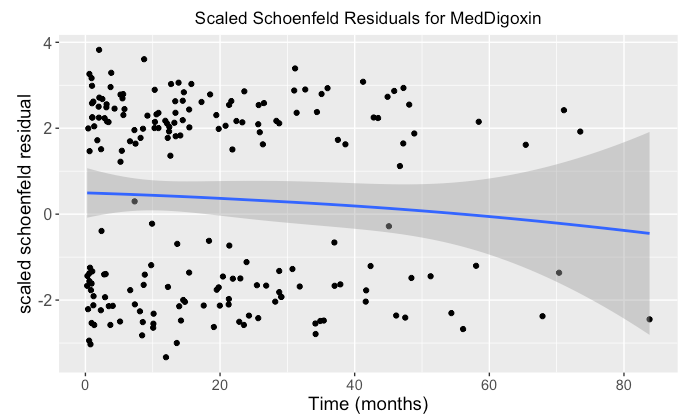 Scaled Schoenfeld Residuals for MedDigoxin
scaled schoenfeld residual
4
2
0
-2
0 20 40 60 80
Time (months)